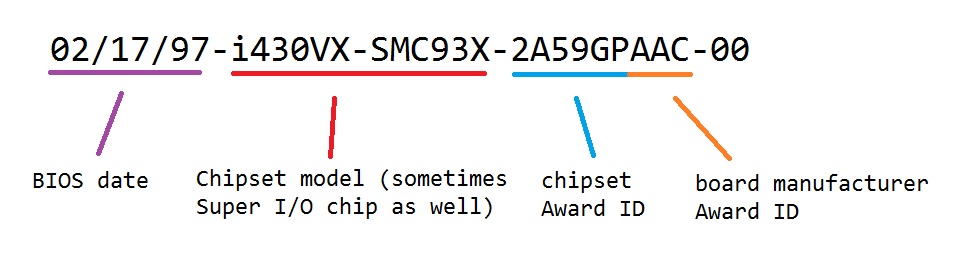 02/17/97-i430VX-SMC93X-2A59GPAAC-00
BIOS date
Chipset model (sometimes
Super I/O chip as well)
chipset
Award ID
board manufacturer
Award ID